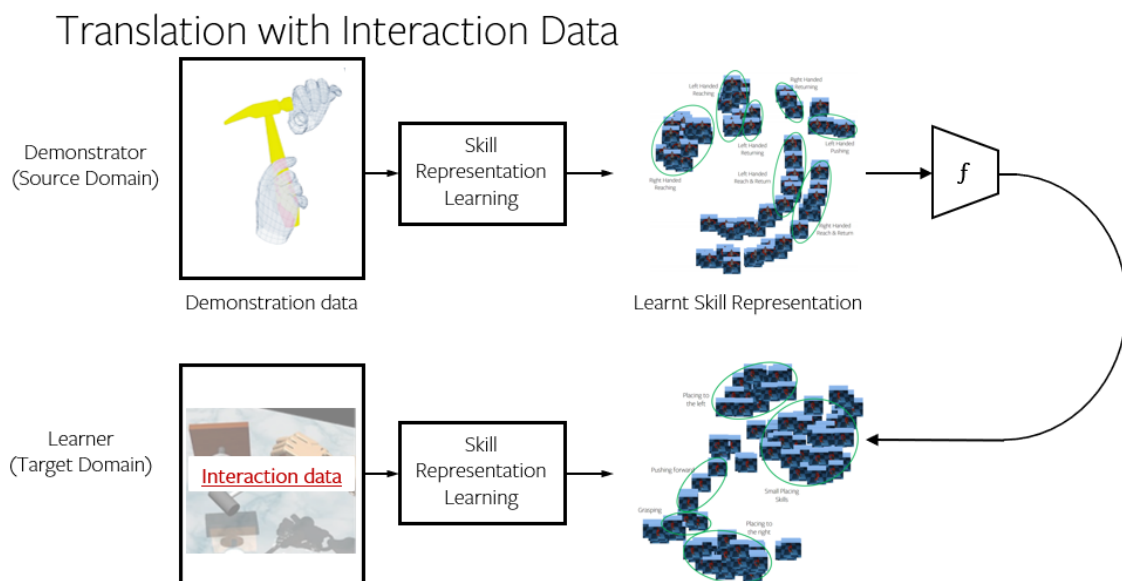 Translation with Interaction Data
Demonstrator
(Source Domain)
Skill
Representation
Learning
Left Handed
Reaching
Right Handed
Returning
Left Handed
Returning
Left Handed
Pushing
Right Handed
Reaching
Left Handed
Reach & Return
Right Handed
Reach & Return
f
Demonstration data
Learnt Skill Representation
Learner
(Target Domain)
Interaction data
Skill
Representation
Learning
Placing to
the left
Pushing Forward
Small Placing
Skills
Grasping
Placing to
the right